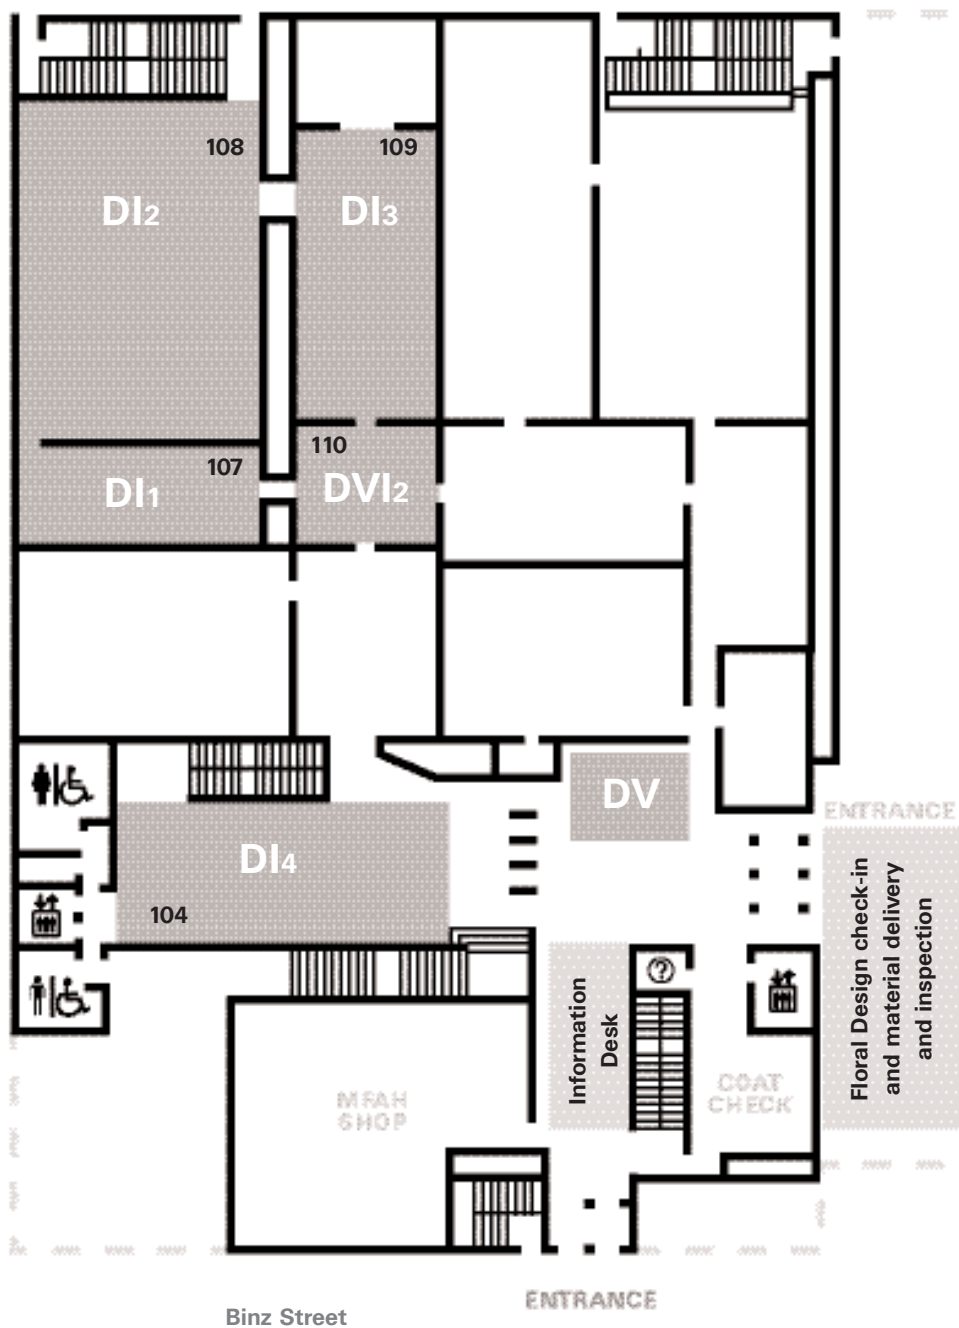 108
109
DI2
DI3
110
107
DI1
DVI2
DV
ENTRANCE
DI4
104
Floral Design check-in
and material delivery
and inspection
?
Information
Desk
MFAH
SHOP
COAT
CHECK
ENTRANCE
Binz Street